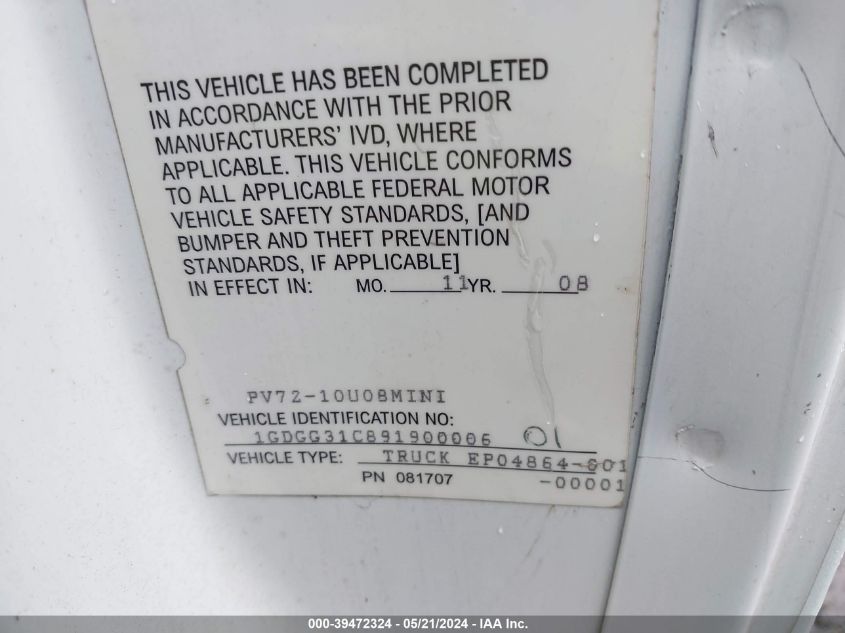 THIS VEHICLE HAS BEEN COMPLETED
IN ACCORDANCE WITH THE PRIOR
MANUFACTURERS' IVD, WHERE
APPLICABLE. THIS VEHICLE CONFORMS
TO ALL APPLICABLE FEDERAL MOTOR
VEHICLE SAFETY STANDARDS, [AND
BUMPER AND THEFT PREVENTION
STANDARDS, IF APPLICABLE]
IN EFFECT IN: MO. 11 YR. 08
PV72-10U08MINI
VEHICLE IDENTIFICATION NO:
1GDGG31C891900006 01
VEHICLE TYPE: TRUCK EP04864-001
PN 081707 -00001
000-39472324 - 05/21/2024 - IAA Inc.